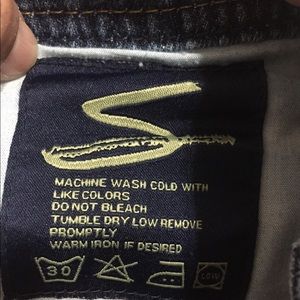 S
MACHINE WASH COLD WITH
LIKE COLORS
DO NOT BLEACH
TUMBLE DRY LOW REMOVE
PROMPTLY
WARM IRON IF DESIRED
30 LOW